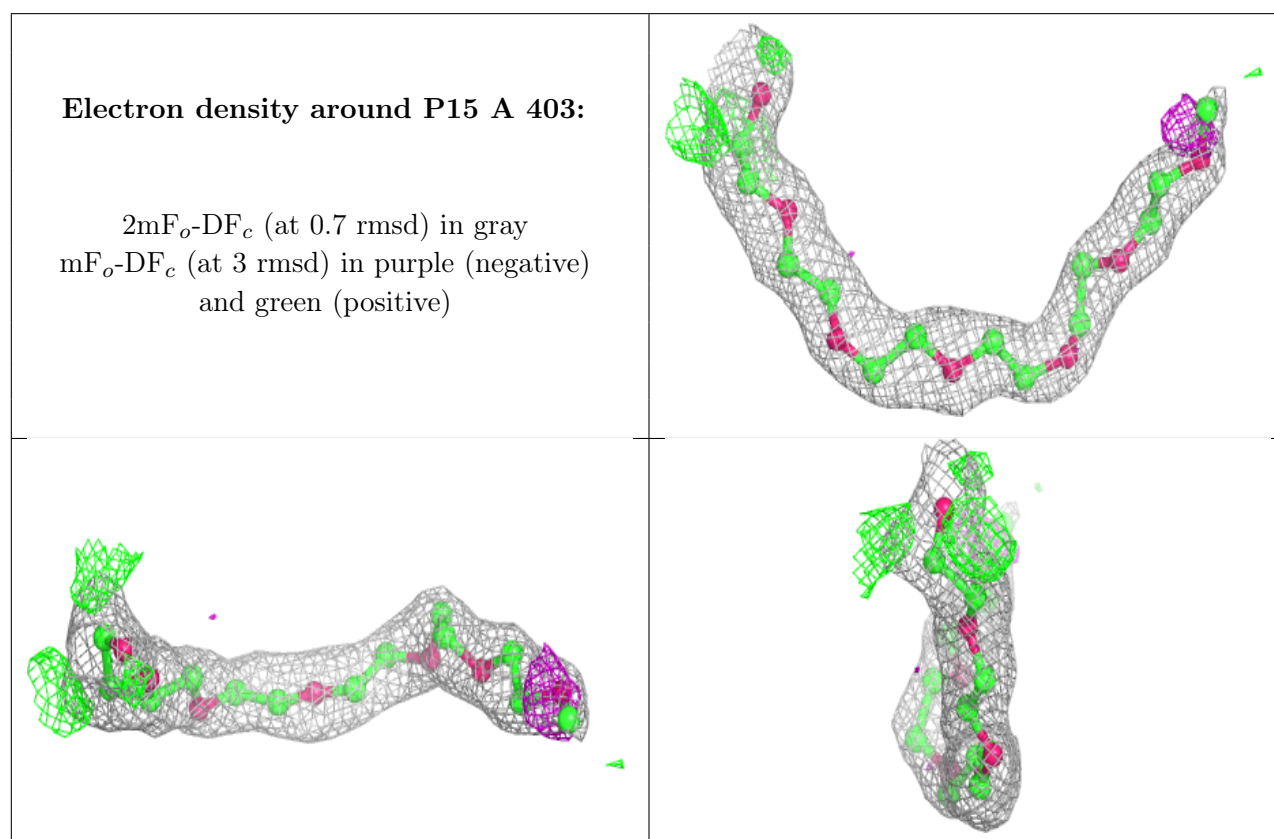 Electron density around P15 A 403:
2mFo-DFc (at 0.7 rmsd) in gray
mFo-DFc (at 3 rmsd) in purple (negative)
and green (positive)